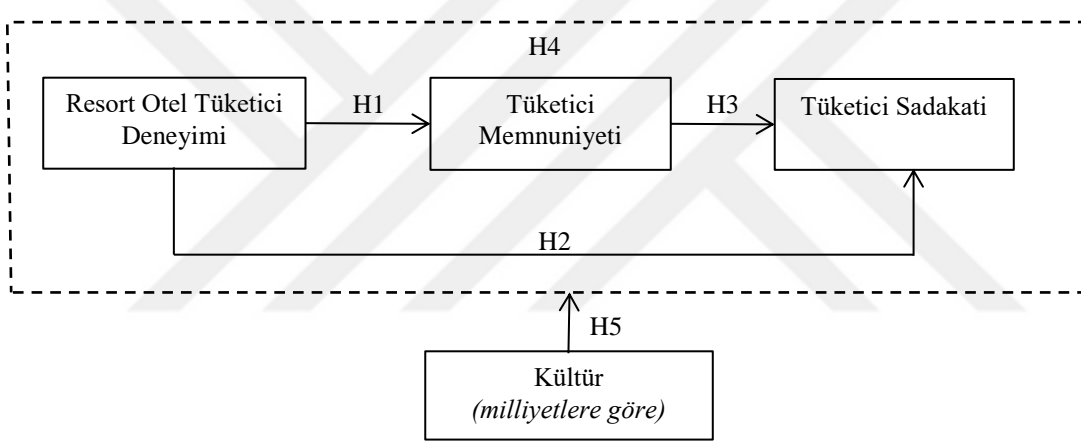 H4
Resort Otel Tüketici
Deneyimi
H1
Tüketici
Memnuniyeti
H3
Tüketici Sadakati
H2
H5
Kültür
(milliyetlere göre)